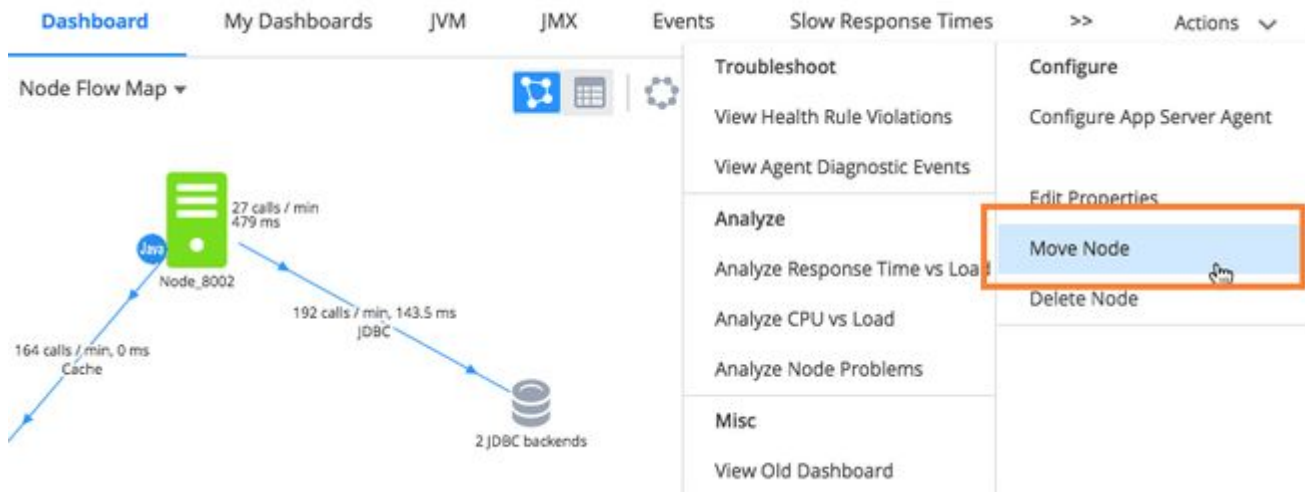 Dashboard My Dashboards JVM JMX Events Slow Response Times >> Actions
Node Flow Map
27 calls / min
479 ms
Java
Node_8002
192 calls / min, 143.5 ms
JDBC
164 calls / min, 0 ms
Cache
2 JDBC backends
Troubleshoot
View Health Rule Violations
View Agent Diagnostic Events
Analyze
Analyze Response Time vs Load
Analyze CPU vs Load
Analyze Node Problems
Misc
View Old Dashboard
Configure
Configure App Server Agent
Edit Properties
Move Node
Delete Node